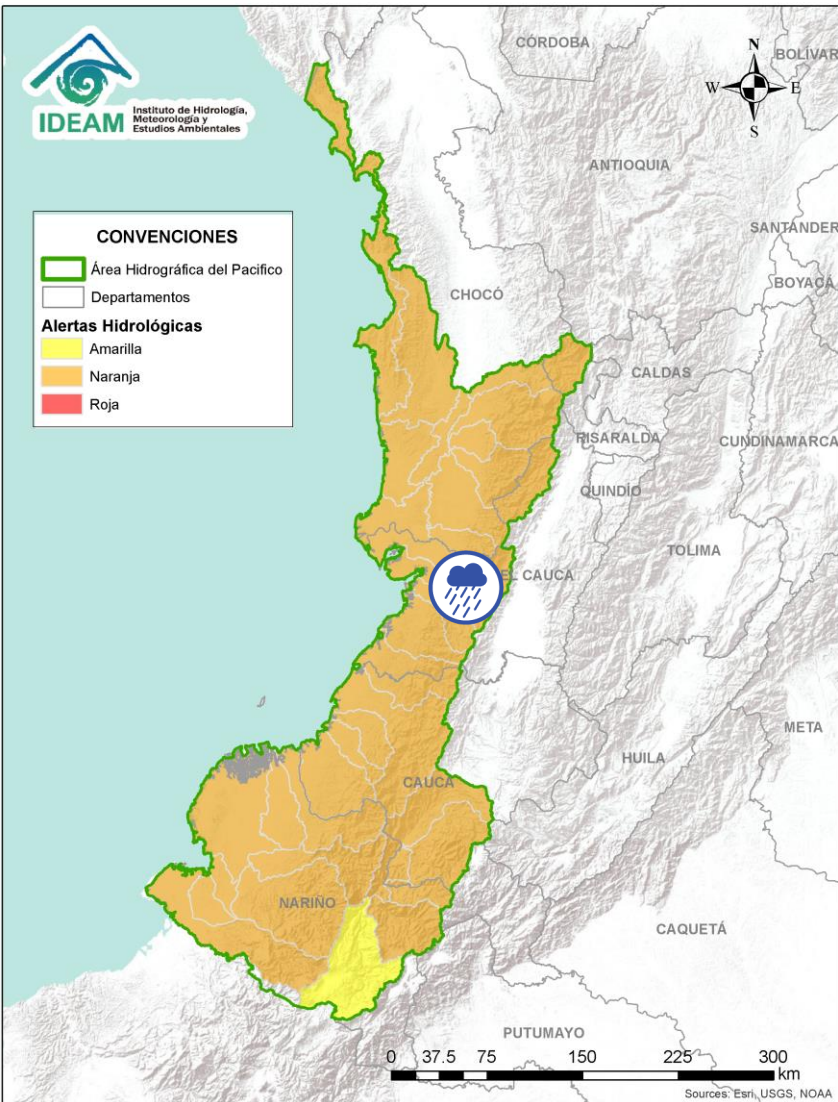 IDEAM
Instituto de Hidrología,
Meteorología y
Estudios Ambientales
CÓRDOBA
BOLIVAR
N
W E
S
ANTIOQUIA
SANTANDER
BOYACÁ
CONVENCIONES
Área Hidrográfica del Pacifico
Departamentos
Alertas Hidrológicas
Amarilla
Naranja
Roja
CHOCÓ
CALDAS
RISARALDA
CUNDINAMARCA
QUINDÍO
TOLIMA
EL CAUCA
META
HUILA
CAUCA
NARIÑO
CAQUETÁ
PUTUMAYO
0 37.5 75 150 225 300
km
Sources: Esri, USGS, NOAA